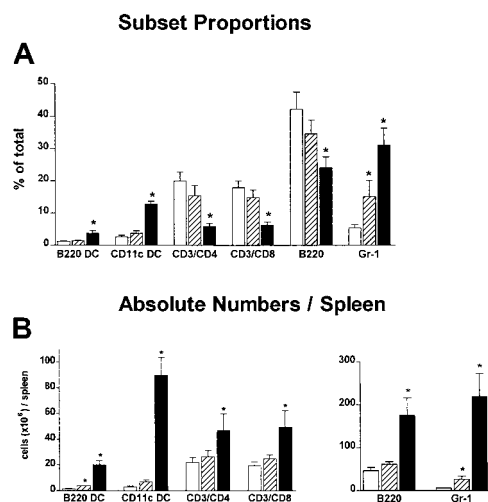 Subset Proportions
A
% of total
50
40
30
20
10
0
* * * * * * *
B220 DC CD11c DC CD3/CD4 CD3/CD8 B220 Gr-1
Absolute Numbers / Spleen
B
cells (x10⁶) / spleen
100
80
60
40
20
0
* * * * *
B220 DC CD11c DC CD3/CD4 CD3/CD8
300
200
100
0
* * *
B220 Gr-1